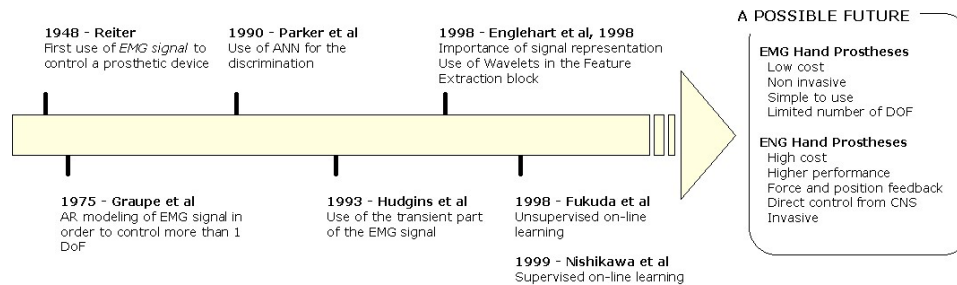 A POSSIBLE FUTURE
1948 - Reiter
First use of EMG signal to
control a prosthetic device
1990 - Parker et al
Use of ANN for the
discrimination
1998 - Englehart et al, 1998
Importance of signal representation
Use of Wavelets in the Feature
Extraction block
1975 - Graupe et al
AR modeling of EMG signal in
order to control more than 1
DoF
1993 - Hudgins et al
Use of the transient part
of the EMG signal
1998 - Fukuda et al
Unsupervised on-line
learning
1999 - Nishikawa et al
Supervised on-line learning
EMG Hand Prostheses
Low cost
Non invasive
Simple to use
Limited number of DOF
ENG Hand Prostheses
High cost
Higher performance
Force and position feedback
Direct control from CNS
Invasive